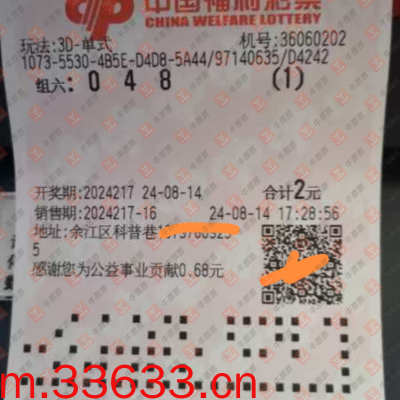 中国福利彩票
CHINA WELFARE LOTTERY
玩法:3D-单式 机号:36060202
1073-5530-4B5E-D4D8-5A44/97140635/D4242
组六: 0 4 8 (1)
开奖期:2024217 24-08-14 合计2元
销售期:2024217-16 24-08-14 17:28:56
地址:余江区科普巷
5
感谢您为公益事业贡献0.68元
m.33633.com.cn